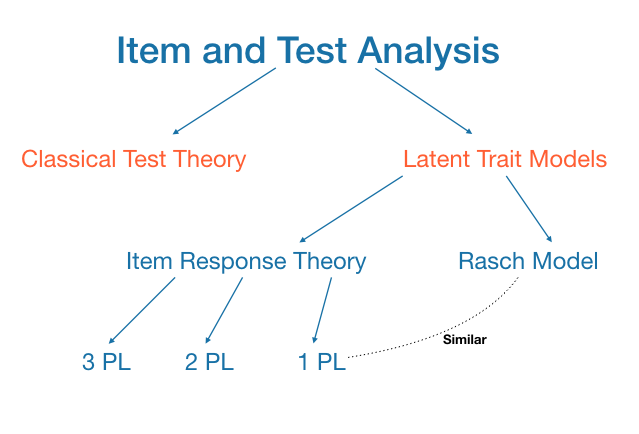 Item and Test Analysis
Classical Test Theory
Latent Trait Models
Item Response Theory
Rasch Model
Similar
3 PL
2 PL
1 PL